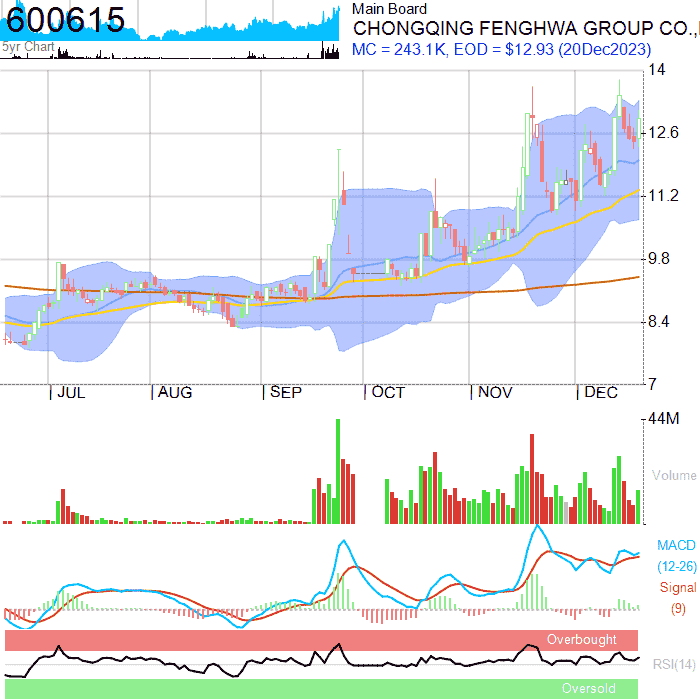 600615
5yr Chart
Main Board
CHONGQING FENGHWA GROUP CO.,
MC = 243.1K, EOD = $12.93 (20Dec2023)
14
12.6
11.2
9.8
8.4
7
JUL AUG SEP OCT NOV DEC
44M
Volume
MACD
(12-26)
Signal
(9)
Overbought
RSI(14)
Oversold